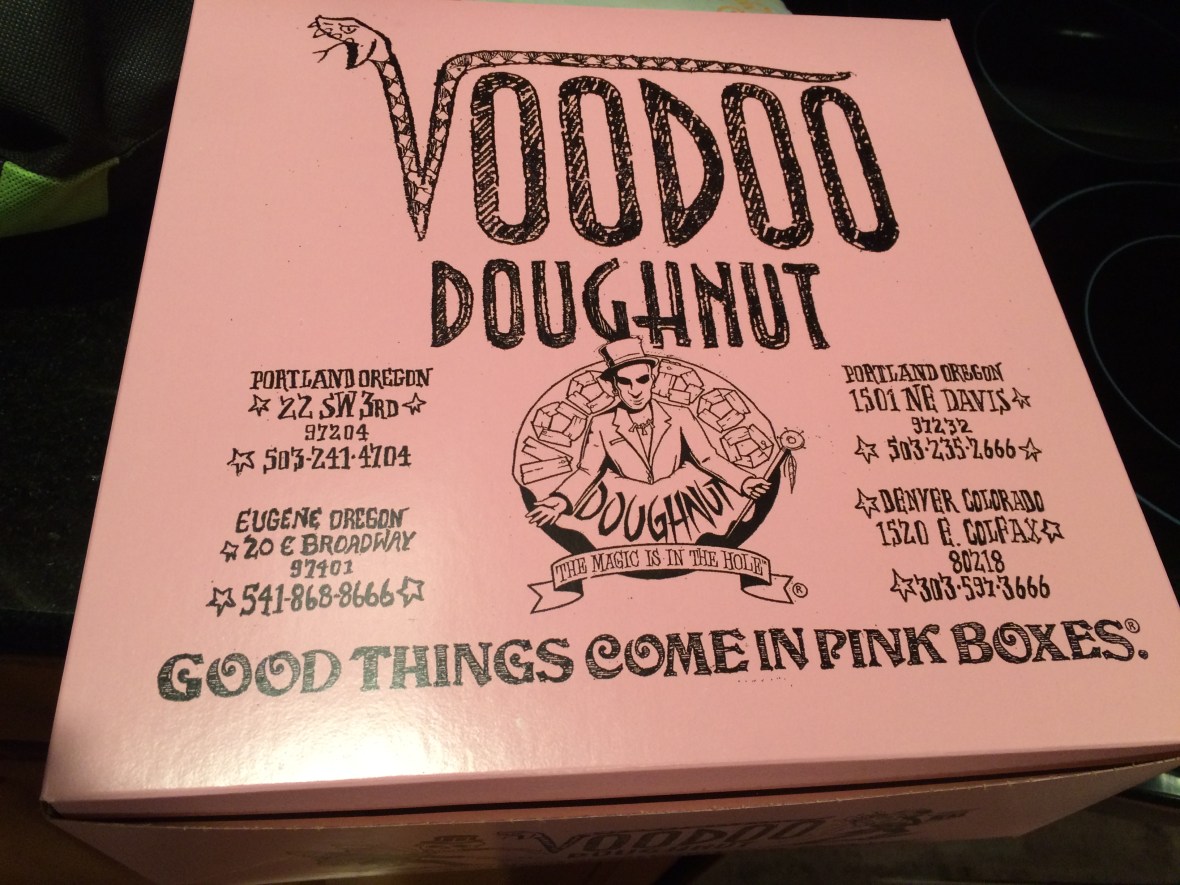 VOODOO
DOUGHNUT
PORTLAND OREGON
22 SW 3RD
97204
503-241-4704
EUGENE OREGON
20 E BROADWAY
97401
541-868-8666
DOUGHNUT
THE MAGIC IS IN THE HOLE™
®
PORTLAND OREGON
1501 NE DAVIS
97232
503-235-2666
DENVER COLORADO
1520 E. COLFAX
80218
303-597-3666
GOOD THINGS COME IN PINK BOXES.®
VOODOO
DOUGHNUT